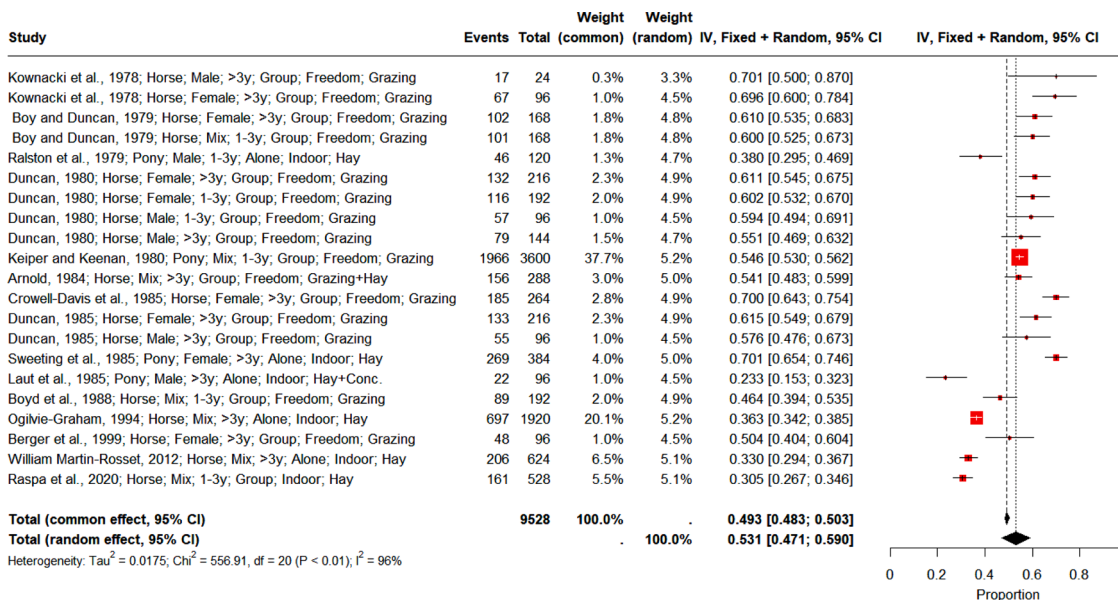 Weight Weight
Study Events Total (common) (random) IV, Fixed + Random, 95% CI IV, Fixed + Random, 95% CI
Kownacki et al., 1978; Horse; Male; >3y; Group; Freedom; Grazing 17 24 0.3% 3.3% 0.701 [0.500; 0.870]
Kownacki et al., 1978; Horse; Female; >3y; Group; Freedom; Grazing 67 96 1.0% 4.5% 0.696 [0.600; 0.784]
Boy and Duncan, 1979; Horse; Female; >3y; Group; Freedom; Grazing 102 168 1.8% 4.8% 0.610 [0.535; 0.683]
Boy and Duncan, 1979; Horse; Mix; 1-3y; Group; Freedom; Grazing 101 168 1.8% 4.8% 0.600 [0.525; 0.673]
Ralston et al., 1979; Pony; Male; 1-3y; Alone; Indoor; Hay 46 120 1.3% 4.7% 0.380 [0.295; 0.469]
Duncan, 1980; Horse; Female; >3y; Group; Freedom; Grazing 132 216 2.3% 4.9% 0.611 [0.545; 0.675]
Duncan, 1980; Horse; Female; 1-3y; Group; Freedom; Grazing 116 192 2.0% 4.9% 0.602 [0.532; 0.670]
Duncan, 1980; Horse; Male; 1-3y; Group; Freedom; Grazing 57 96 1.0% 4.5% 0.594 [0.494; 0.691]
Duncan, 1980; Horse; Male; >3y; Group; Freedom; Grazing 79 144 1.5% 4.7% 0.551 [0.469; 0.632]
Keiper and Keenan, 1980; Pony; Mix; 1-3y; Group; Freedom; Grazing 1966 3600 37.7% 5.2% 0.546 [0.530; 0.562]
Arnold, 1984; Horse; Mix; >3y; Group; Freedom; Grazing+Hay 156 288 3.0% 5.0% 0.541 [0.483; 0.599]
Crowell-Davis et al., 1985; Horse; Female; >3y; Group; Freedom; Grazing 185 264 2.8% 4.9% 0.700 [0.643; 0.754]
Duncan, 1985; Horse; Female; >3y; Group; Freedom; Grazing 133 216 2.3% 4.9% 0.615 [0.549; 0.679]
Duncan, 1985; Horse; Male; >3y; Group; Freedom; Grazing 55 96 1.0% 4.5% 0.576 [0.476; 0.673]
Sweeting et al., 1985; Pony; Female; >3y; Alone; Indoor; Hay 269 384 4.0% 5.0% 0.701 [0.654; 0.746]
Laut et al., 1985; Pony; Male; >3y; Alone; Indoor; Hay+Conc. 22 96 1.0% 4.5% 0.233 [0.153; 0.323]
Boyd et al., 1988; Horse; Mix; 1-3y; Group; Freedom; Grazing 89 192 2.0% 4.9% 0.464 [0.394; 0.535]
Ogilvie-Graham, 1994; Horse; Mix; >3y; Alone; Indoor; Hay 697 1920 20.1% 5.2% 0.363 [0.342; 0.385]
Berger et al., 1999; Horse; Female; >3y; Group; Freedom; Grazing 48 96 1.0% 4.5% 0.504 [0.404; 0.604]
William Martin-Rosset, 2012; Horse; Mix; >3y; Alone; Indoor; Hay 206 624 6.5% 5.1% 0.330 [0.294; 0.367]
Raspa et al., 2020; Horse; Mix; 1-3y; Group; Indoor; Hay 161 528 5.5% 5.1% 0.305 [0.267; 0.346]
Total (common effect, 95% CI) 9528 100.0% . 0.493 [0.483; 0.503]
Total (random effect, 95% CI) . 100.0% 0.531 [0.471; 0.590]
Heterogeneity: Tau² = 0.0175; Chi² = 556.91, df = 20 (P < 0.01); I² = 96%
0 0.2 0.4 0.6 0.8
Proportion